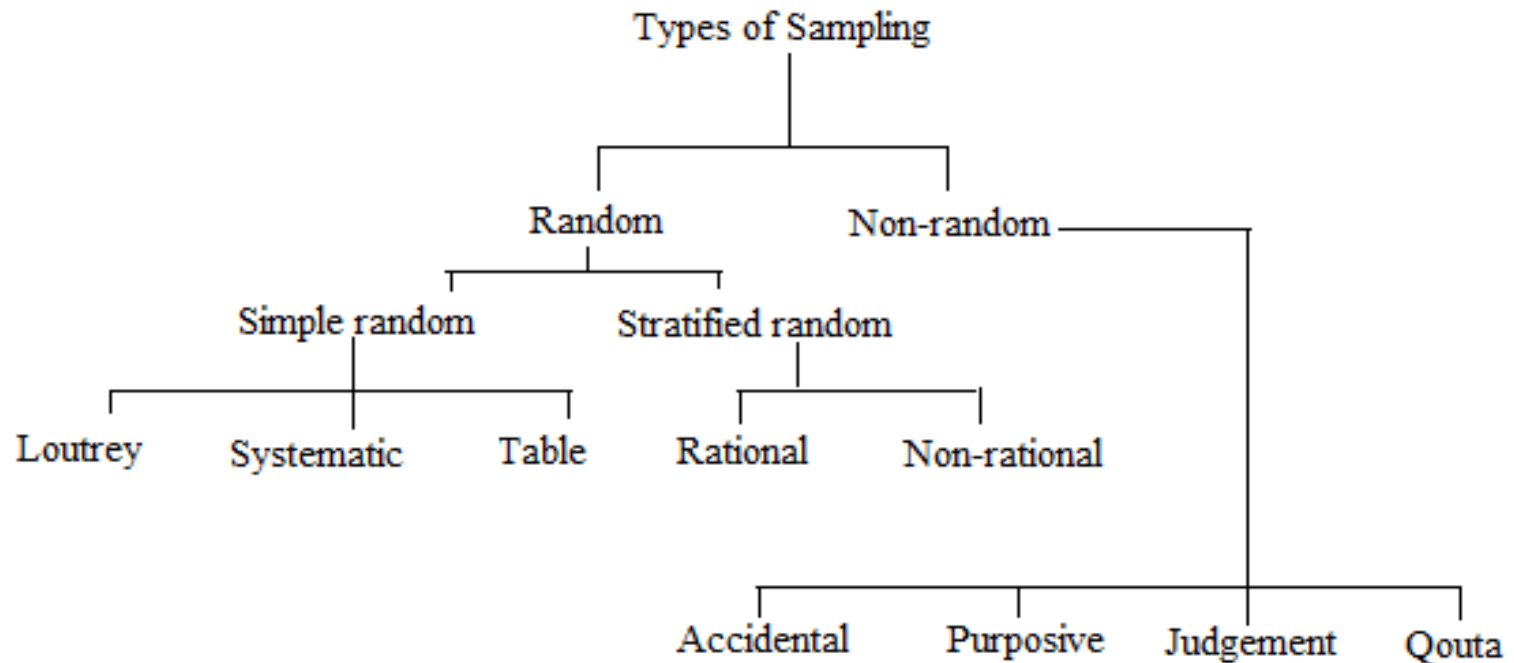 Types of Sampling
Random Non-random
Simple random Stratified random
Loutrey Systematic Table Rational Non-rational
Accidental Purposive Judgement Qouta